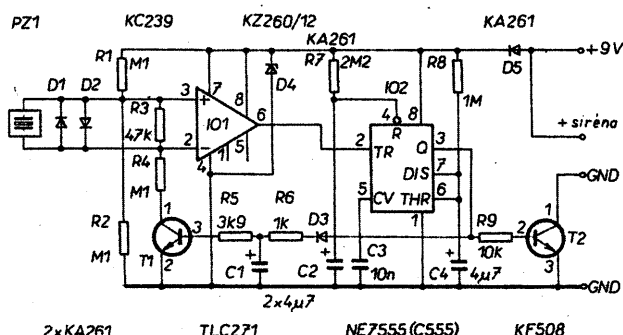 PZ1 KC239 KZ260/12 KA261
KA261
R1 M1
R7 2M2
R8 1M
D5
+9V
D1 D2
D4
IO2
3 + 7 8 6
4 8
R3 47k
IO1
R
+ siréna
2 - 1 5 4
2 TR Q 3
DIS 7
GND
R4 M1
5 CV THR 6
R2 M1
1
R5 3k9
R6 1k
D3
1
R9 10k
1
T1 3 2
C1
C2
C3 10n
C4 4µ7
2 T2 3
GND
2x4µ7
2xKA261 TLC271 NE7555(C555) KF508